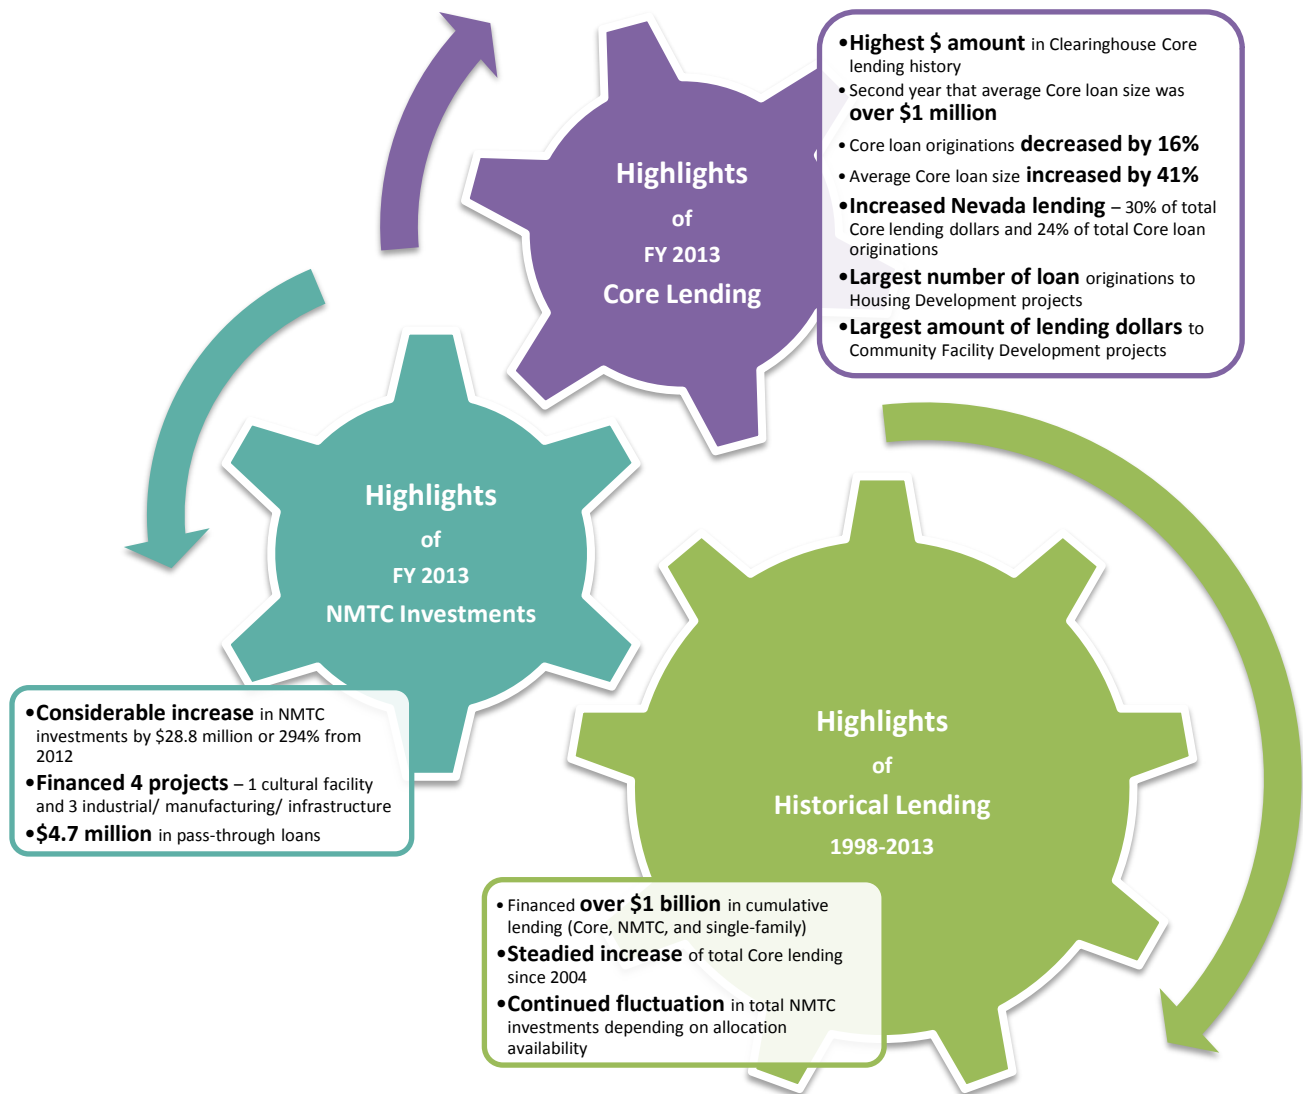 Highlights
of
FY 2013
Core Lending
•Highest $ amount in Clearinghouse Core
lending history
• Second year that average Core loan size was
over $1 million
• Core loan originations decreased by 16%
• Average Core loan size increased by 41%
•Increased Nevada lending – 30% of total
Core lending dollars and 24% of total Core loan
originations
•Largest number of loan originations to
Housing Development projects
•Largest amount of lending dollars to
Community Facility Development projects
Highlights
of
FY 2013
NMTC Investments
•Considerable increase in NMTC
investments by $28.8 million or 294% from
2012
•Financed 4 projects – 1 cultural facility
and 3 industrial/ manufacturing/ infrastructure
•$4.7 million in pass-through loans
Highlights
of
Historical Lending
1998-2013
• Financed over $1 billion in cumulative
lending (Core, NMTC, and single-family)
•Steadied increase of total Core lending
since 2004
•Continued fluctuation in total NMTC
investments depending on allocation
availability